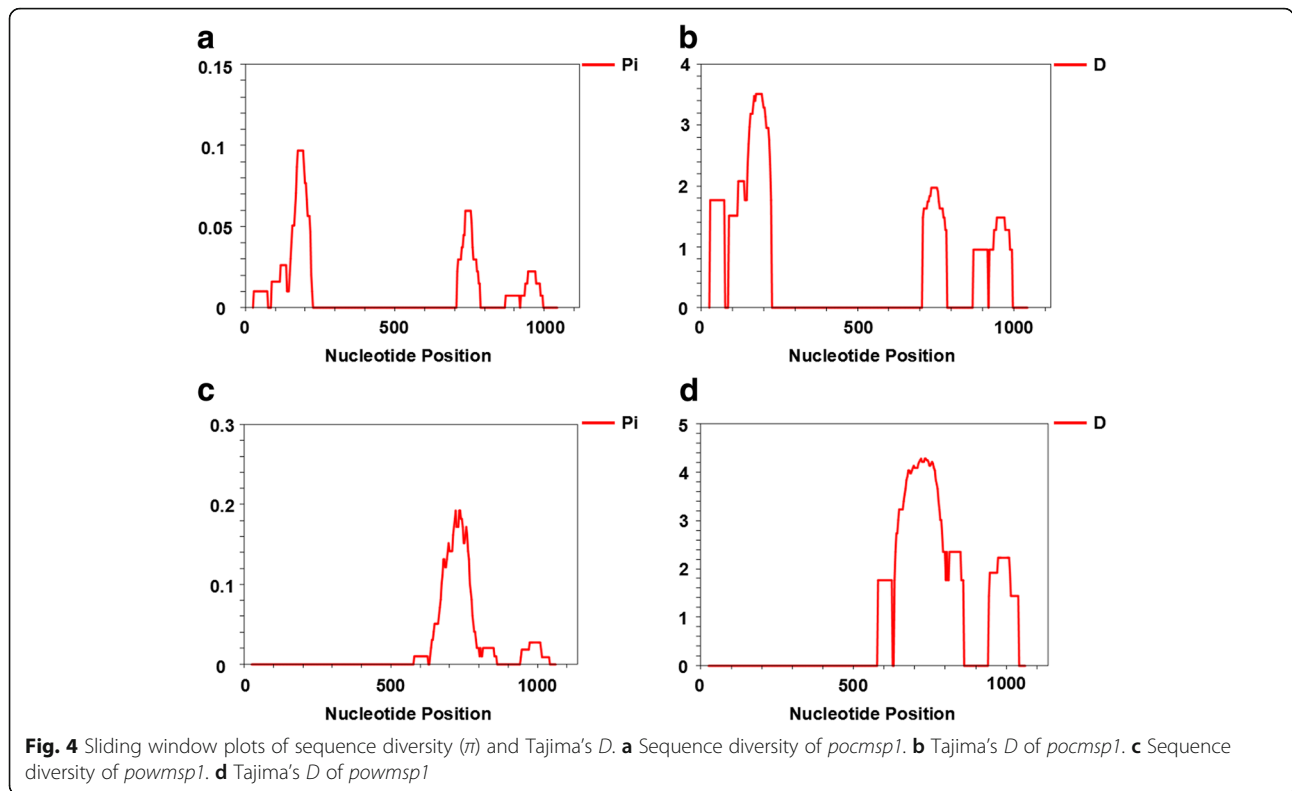 a
Pi
0.15
0.1
0.05
0
0 500 1000
Nucleotide Position
b
D
4
3
2
1
0
0 500 1000
Nucleotide Position
c
Pi
0.3
0.2
0.1
0
0 500 1000
Nucleotide Position
d
D
5
4
3
2
1
0
0 500 1000
Nucleotide Position
Fig. 4 Sliding window plots of sequence diversity (π) and Tajima's D. a Sequence diversity of pocmsp1. b Tajima's D of pocmsp1. c Sequence
diversity of powmsp1. d Tajima's D of powmsp1